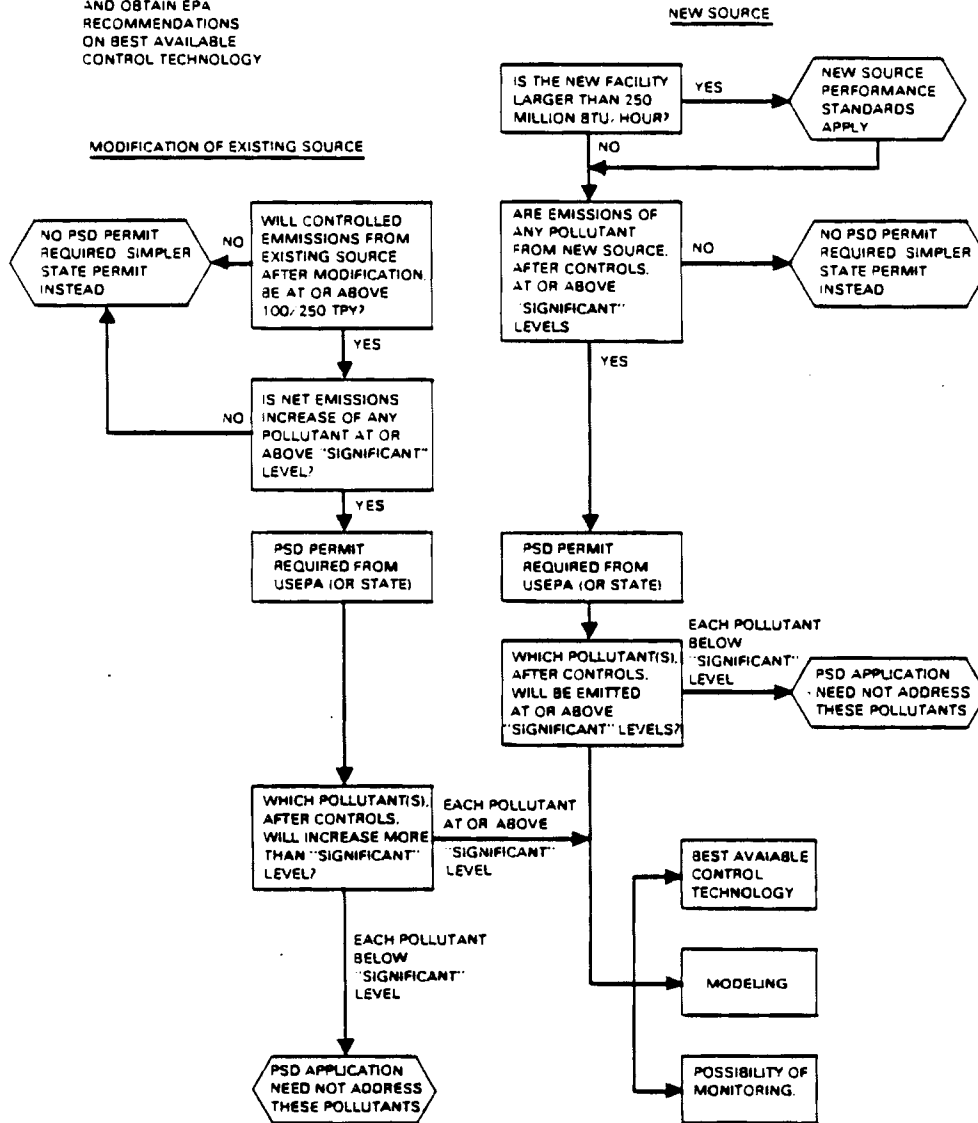 AND OBTAIN EPA
RECOMMENDATIONS
ON BEST AVAILABLE
CONTROL TECHNOLOGY
NEW SOURCE
IS THE NEW FACILITY
LARGER THAN 250
MILLION BTU/HOUR?
YES
NEW SOURCE
PERFORMANCE
STANDARDS
APPLY
NO
MODIFICATION OF EXISTING SOURCE
NO PSD PERMIT
REQUIRED SIMPLER
STATE PERMIT
INSTEAD
NO
WILL CONTROLLED
EMMISSIONS FROM
EXISTING SOURCE
AFTER MODIFICATION,
BE AT OR ABOVE
100/250 TPY?
YES
ARE EMISSIONS OF
ANY POLLUTANT
FROM NEW SOURCE,
AFTER CONTROLS,
AT OR ABOVE
"SIGNIFICANT"
LEVELS
NO
NO PSD PERMIT
REQUIRED SIMPLER
STATE PERMIT
INSTEAD
YES
NO
IS NET EMISSIONS
INCREASE OF ANY
POLLUTANT AT OR
ABOVE "SIGNIFICANT"
LEVEL?
YES
PSD PERMIT
REQUIRED FROM
USEPA (OR STATE)
PSD PERMIT
REQUIRED FROM
USEPA (OR STATE)
WHICH POLLUTANT(S),
AFTER CONTROLS,
WILL BE EMITTED
AT OR ABOVE
"SIGNIFICANT" LEVELS?
EACH POLLUTANT
BELOW
"SIGNIFICANT"
LEVEL
PSD APPLICATION
NEED NOT ADDRESS
THESE POLLUTANTS
WHICH POLLUTANT(S),
AFTER CONTROLS,
WILL INCREASE MORE
THAN "SIGNIFICANT"
LEVEL?
EACH POLLUTANT
AT OR ABOVE
"SIGNIFICANT"
LEVEL
EACH POLLUTANT
BELOW
"SIGNIFICANT"
LEVEL
PSD APPLICATION
NEED NOT ADDRESS
THESE POLLUTANTS
BEST AVAIABLE
CONTROL
TECHNOLOGY
MODELING
POSSIBILITY OF
MONITORING.